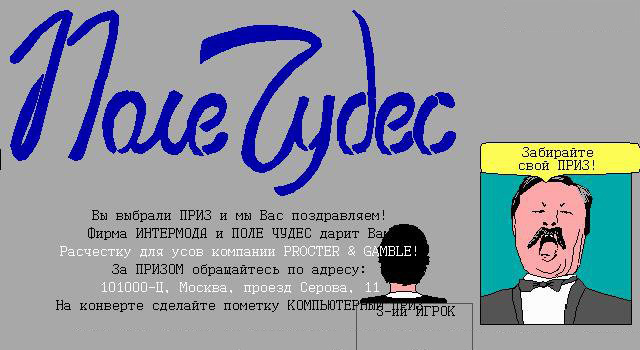 Поле Чудес
Забирайте
свой ПРИЗ!
Вы выбрали ПРИЗ и мы Вас поздравляем!
Фирма ИНТЕРМОДА и ПОЛЕ ЧУДЕС дарит Вам
Расчестку для усов компании PROCTER & GAMBLE!
За ПРИЗОМ обращайтесь по адресу:
101000-Ц, Москва, проезд Серова, 11
На конверте сделайте пометку КОМПЬЮТЕРНЫЙ ПРИЗ
3-ий ИГРОК